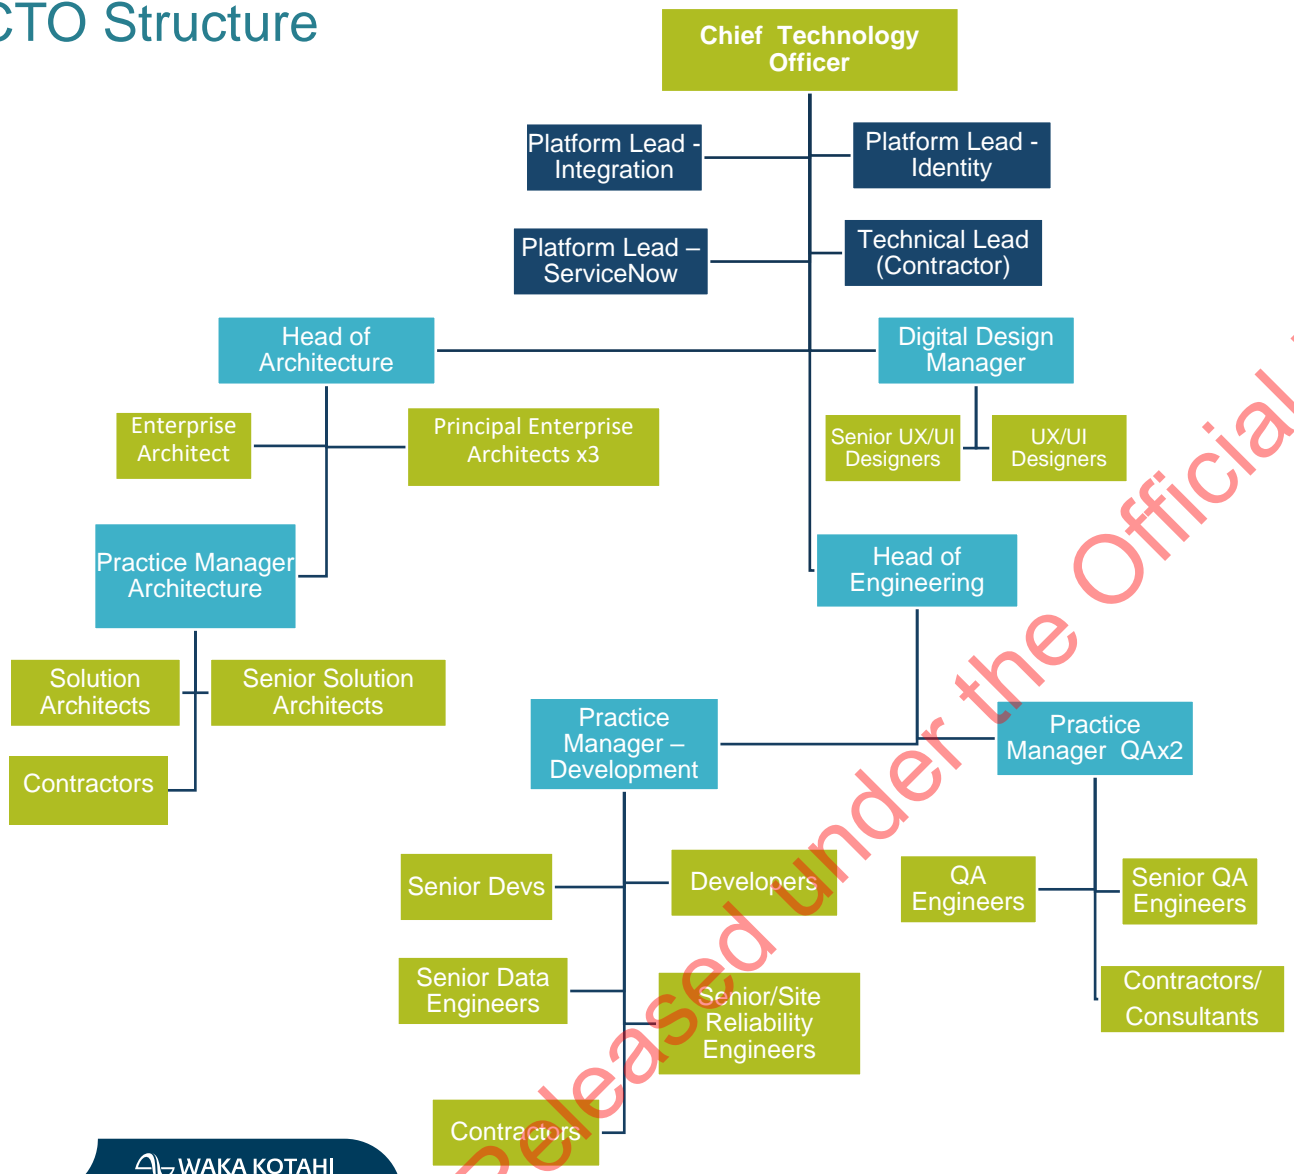 CTO Structure
Chief Technology
Officer
Platform Lead -
Integration
Platform Lead -
Identity
Platform Lead –
ServiceNow
Technical Lead
(Contractor)
Head of
Architecture
Digital Design
Manager
Enterprise
Architect
Principal Enterprise
Architects x3
Senior UX/UI
Designers
UX/UI
Designers
Practice Manager
Architecture
Head of
Engineering
Solution
Architects
Senior Solution
Architects
Contractors
Practice
Manager –
Development
Practice
Manager QAx2
Senior Devs
Developers
QA
Engineers
Senior QA
Engineers
Senior Data
Engineers
Senior/Site
Reliability
Engineers
Contractors/
Consultants
Contractors
Released under the Official
WAKA KOTAHI